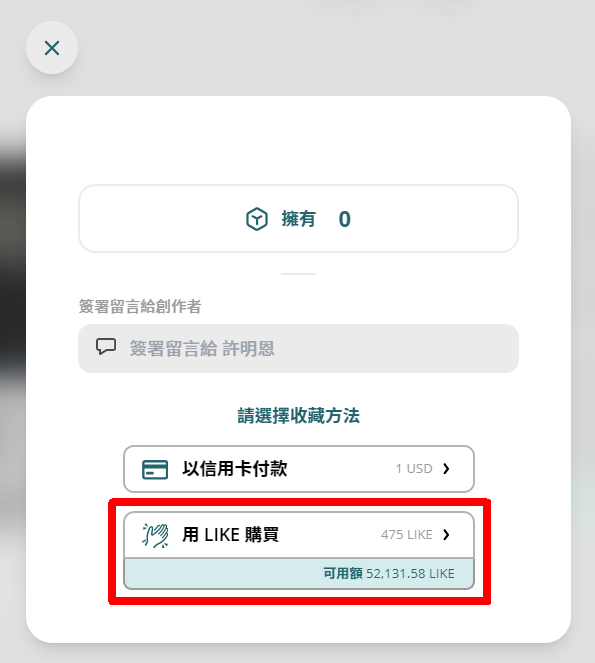 擁有 0
簽署留言給創作者
簽署留言給 許明恩
請選擇收藏方法
以信用卡付款 1 USD
用 LIKE 購買 475 LIKE
可用額 52,131.58 LIKE